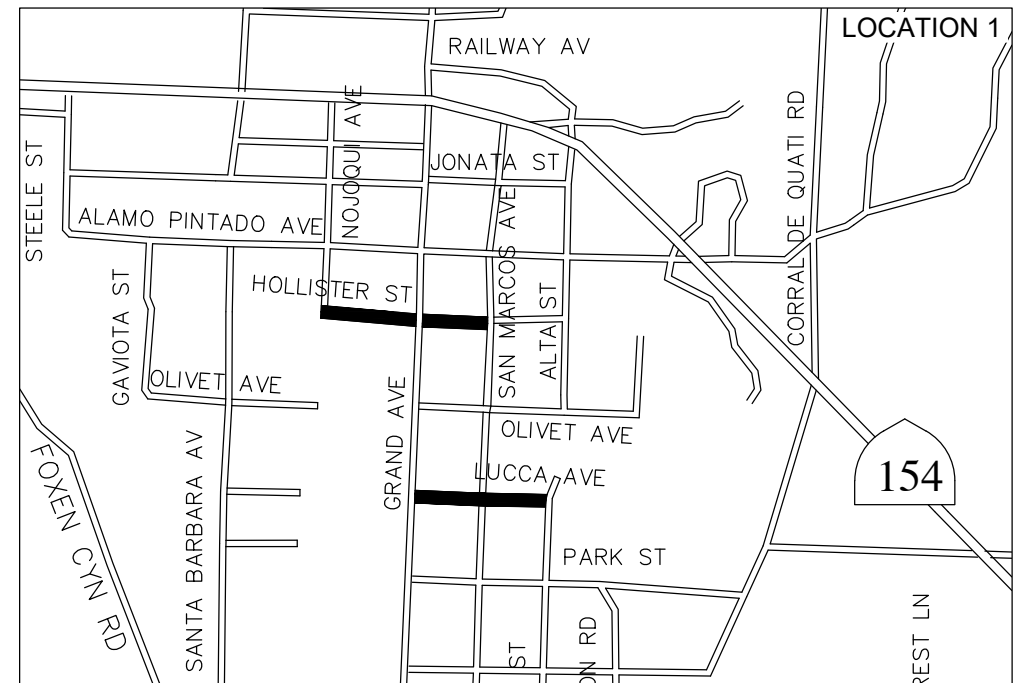 LOCATION 1
RAILWAY AV
NOJOQUI AVE
JONATA ST
CORRAL DE QUATI RD
STEELE ST
ALAMO PINTADO AVE
SAN MARCOS AVE
HOLLISTER ST
GAVIOTA ST
ALTA ST
OLIVET AVE
GRAND AVE
OLIVET AVE
LUCCA AVE
154
FOXEN CYN RD
SANTA BARBARA AV
PARK ST
ST
ON RD
REST LN